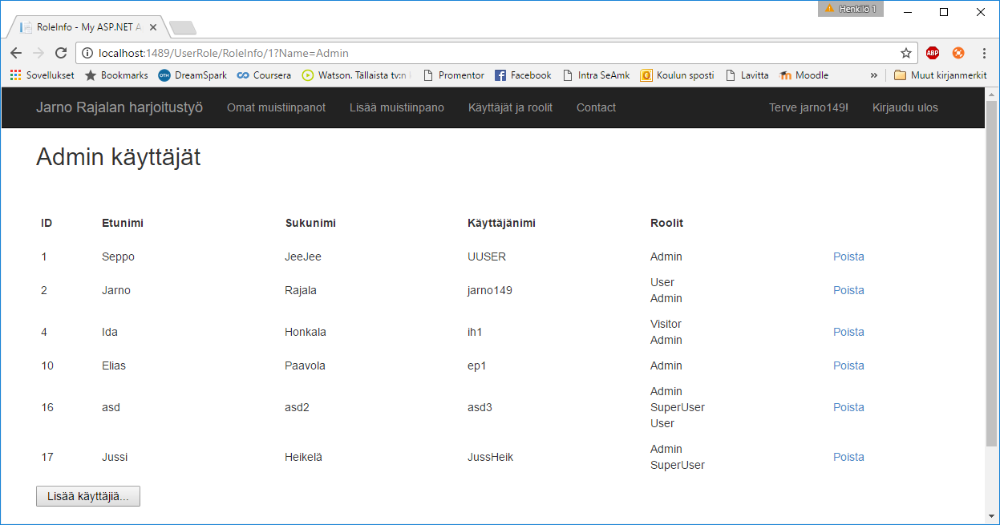 Henkilö 1
RoleInfo - My ASP.NET A
localhost:1489/UserRole/RoleInfo/1?Name=Admin
ABP
Sovellukset Bookmarks OTH DreamSpark Coursera Watson. Tällaista tv:n Promentor Facebook Intra SeAmk Koulun sposti Lavitta Moodle » Muut kirjanmerkit
Jarno Rajalan harjoitustyö Omat muistiinpanot Lisää muistiinpano Käyttäjät ja roolit Contact Terve jarno149! Kirjaudu ulos
Admin käyttäjät
ID Etunimi Sukunimi Käyttäjänimi Roolit
1 Seppo JeeJee UUSER Admin Poista
2 Jarno Rajala jarno149 User Admin Poista
4 Ida Honkala ih1 Visitor Admin Poista
10 Elias Paavola ep1 Admin Poista
16 asd asd2 asd3 Admin SuperUser User Poista
17 Jussi Heikelä JussHeik Admin SuperUser Poista
Lisää käyttäjiä...